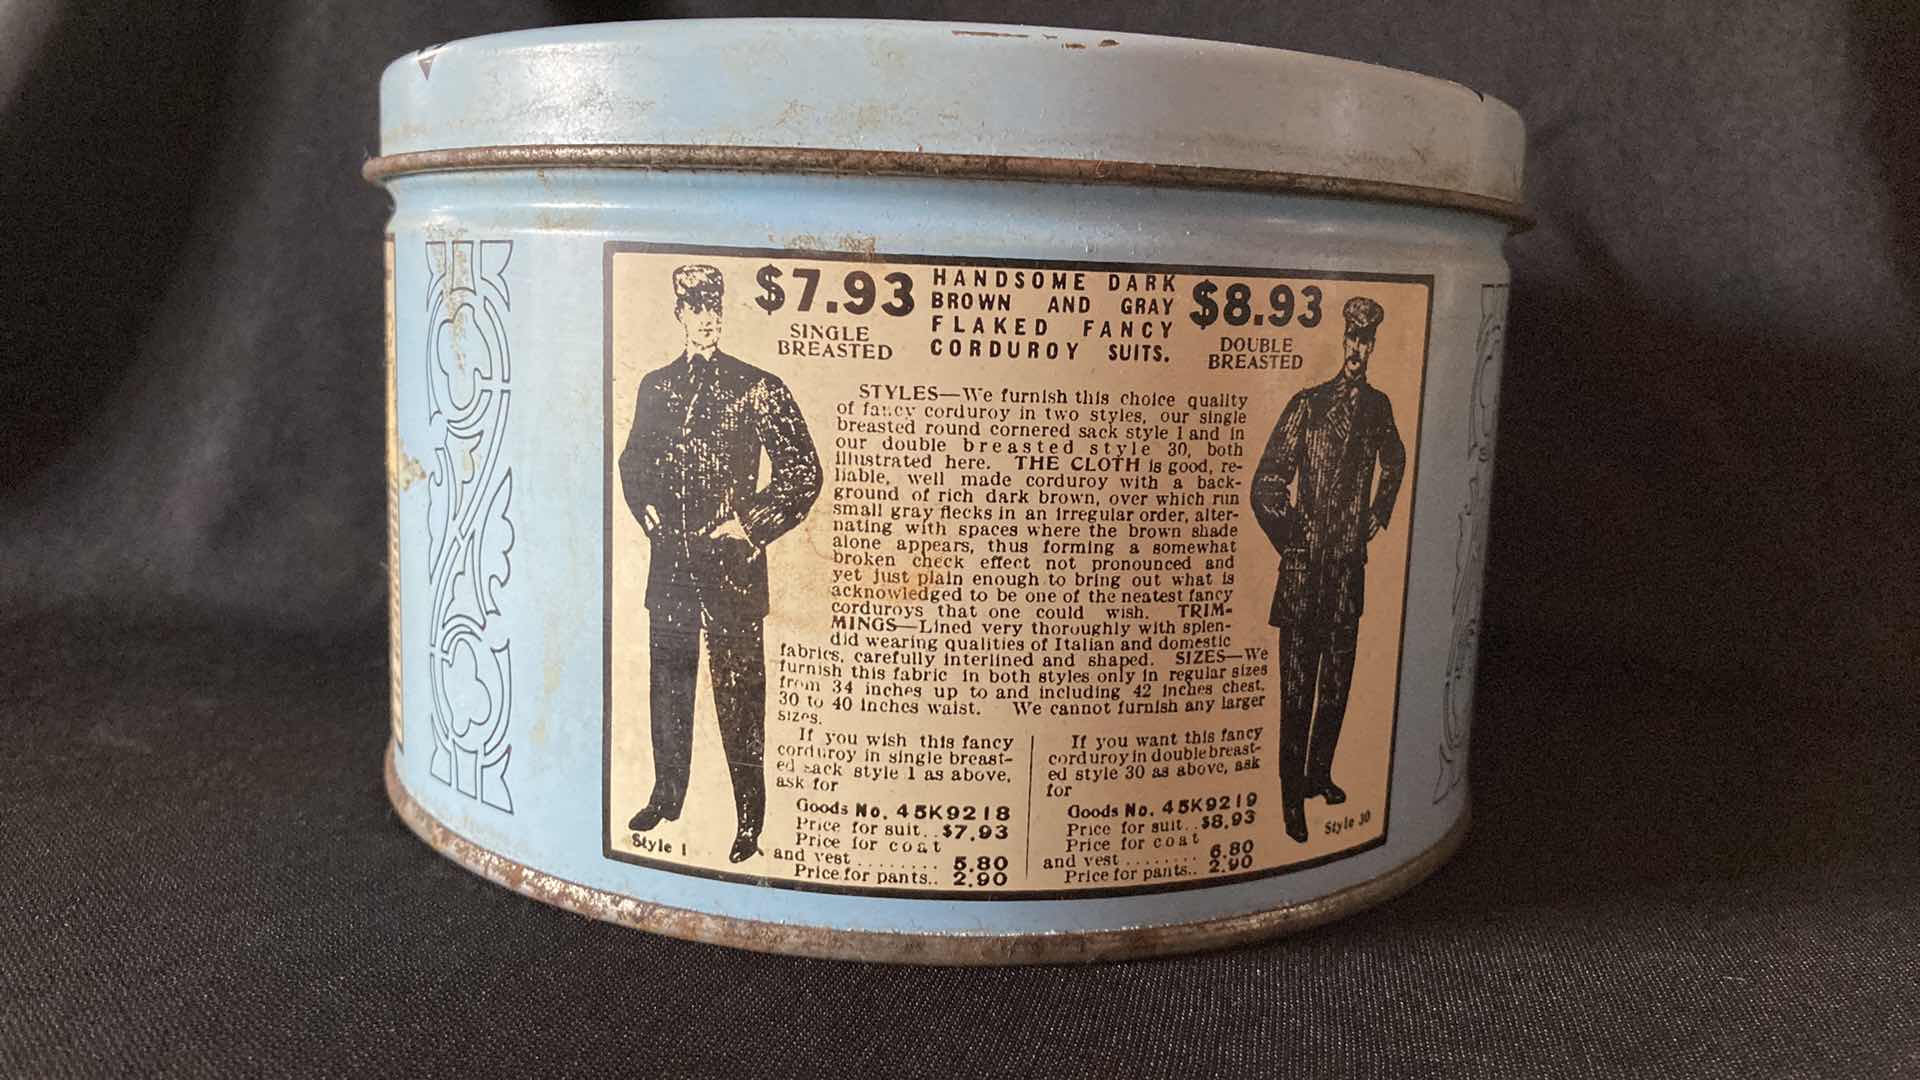 $7.93
SINGLE
BREASTED
HANDSOME DARK
BROWN AND GRAY
FLAKED FANCY
CORDUROY SUITS.
$8.93
DOUBLE
BREASTED
STYLES—We furnish this choice quality
of fancy corduroy in two styles, our single
breasted round cornered sack style 1 and in
our double breasted style 30, both
illustrated here. THE CLOTH is good, re-
liable, well made corduroy with a back-
ground of rich dark brown, over which run
small gray flecks in an irregular order, alter-
nating with spaces where the brown shade
alone appears, thus forming a somewhat
broken check effect not pronounced and
yet just plain enough to bring out what is
acknowledged to be one of the neatest fancy
corduroys that one could wish. TRIM-
MINGS—Lined very thoroughly with splen-
did wearing qualities of Italian and domestic
fabrics, carefully interlined and shaped. SIZES—We
furnish this fabric in both styles only in regular sizes
from 34 inches up to and including 42 inches chest,
30 to 40 inches waist. We cannot furnish any larger
sizes.
If you wish this fancy
corduroy in single breast-
ed sack style 1 as above,
ask for
Goods No. 45K9218
Price for suit..$7.93
Price for coat
and vest ......... 5.80
Price for pants.. 2.90
If you want this fancy
corduroy in double breast-
ed style 30 as above, ask
for
Goods No. 45K9219
Price for suit..$8.93
Price for coat
and vest ........ 6.80
Price for pants.. 2.90
Style 1
Style 30